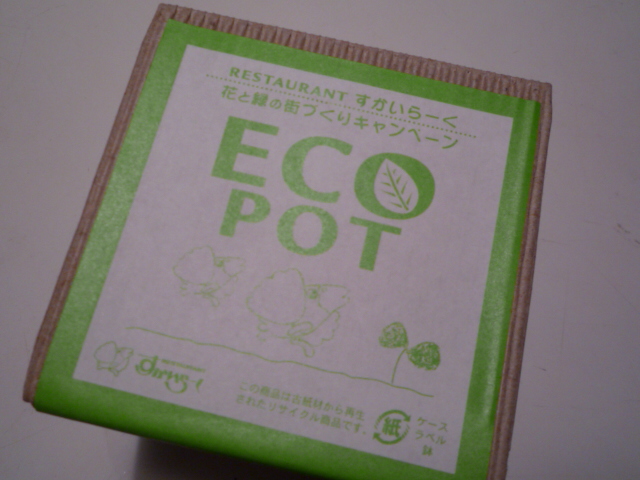 RESTAURANT すかいらーく
花と緑の街づくりキャンペーン
ECO
POT
この商品は古紙材から再生
されたリサイクル商品です。
紙
ケース
ラベル